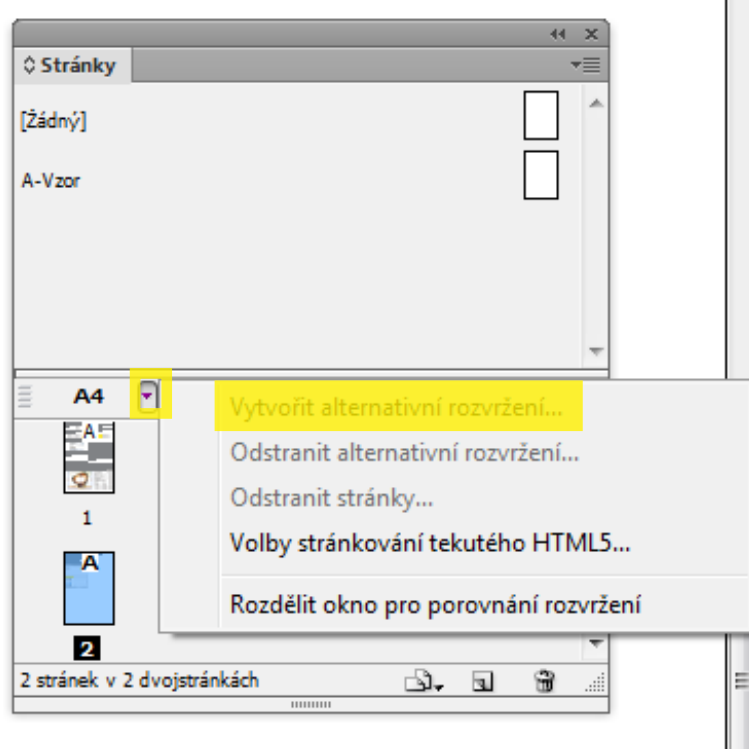 Stránky
[Žádný]
A-Vzor
A4
Vytvořit alternativní rozvržení...
Odstranit alternativní rozvržení...
Odstranit stránky...
Volby stránkování tekutého HTML5...
Rozdělit okno pro porovnání rozvržení
A
1
A
2
2 stránek v 2 dvojstránkách